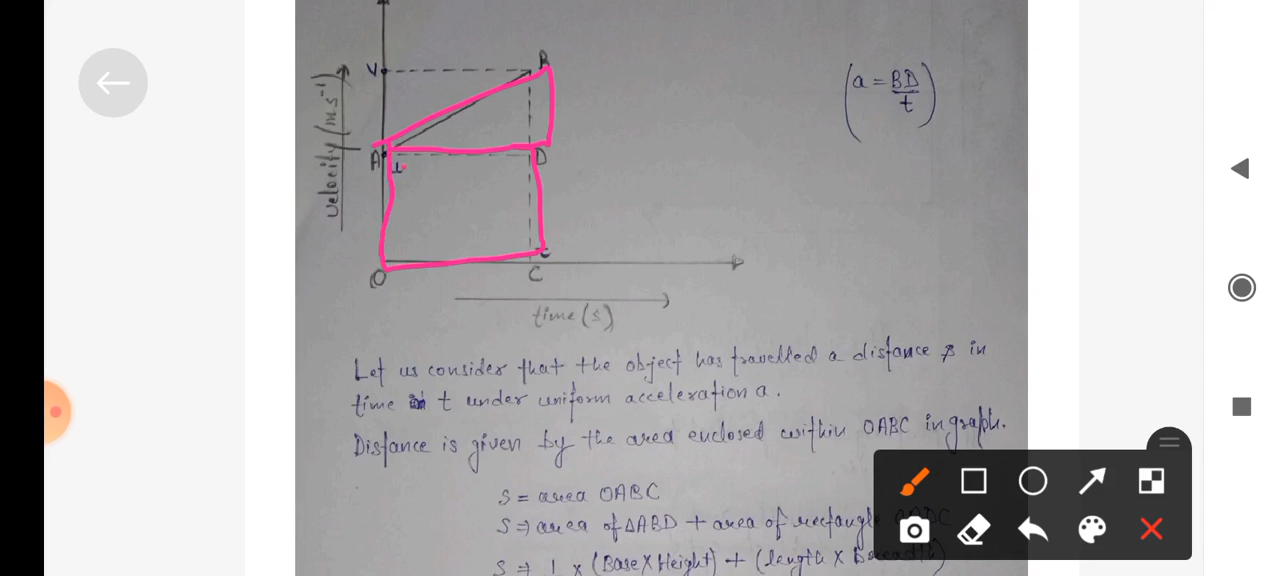 V
B
(a = BD/t)
velocity (ms⁻¹)
A
D
O
C
time (s)
Let us consider that the object has travelled a distance s in
time t under uniform acceleration a.
Distance is given by the area enclosed within OABC in graph.
S = area OABC
S ⇒ area of ΔABD + area of rectangle
S ⇒ 1 × (Base × Height) + (length ×